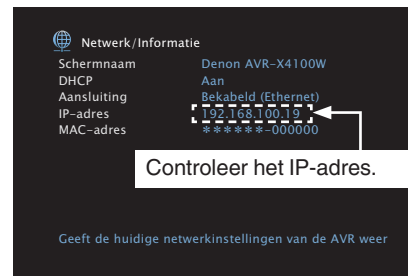 Netwerk/Informatie
Schermnaam Denon AVR-X4100W
DHCP Aan
Aansluiting Bekabeld (Ethernet)
IP-adres 192.168.100.19
MAC-adres ******-000000
Controleer het IP-adres.
Geeft de huidige netwerkinstellingen van de AVR weer